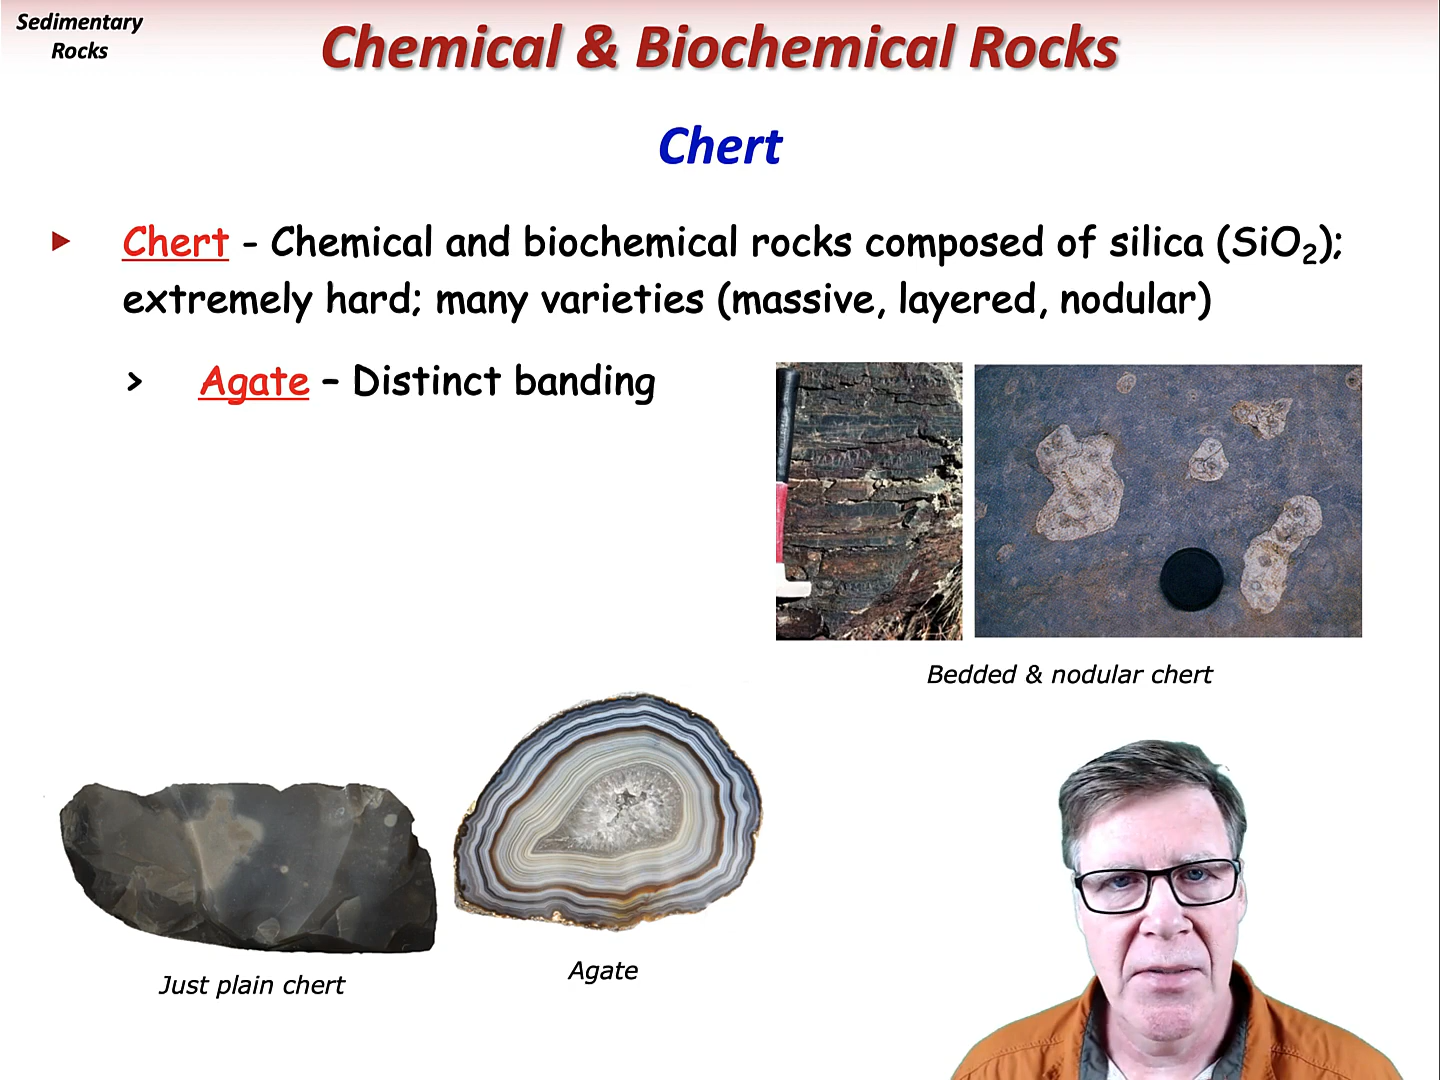 Sedimentary
Rocks
Chemical & Biochemical Rocks
Chert
► Chert - Chemical and biochemical rocks composed of silica (SiO₂);
extremely hard; many varieties (massive, layered, nodular)
> Agate – Distinct banding
Bedded & nodular chert
Agate
Just plain chert